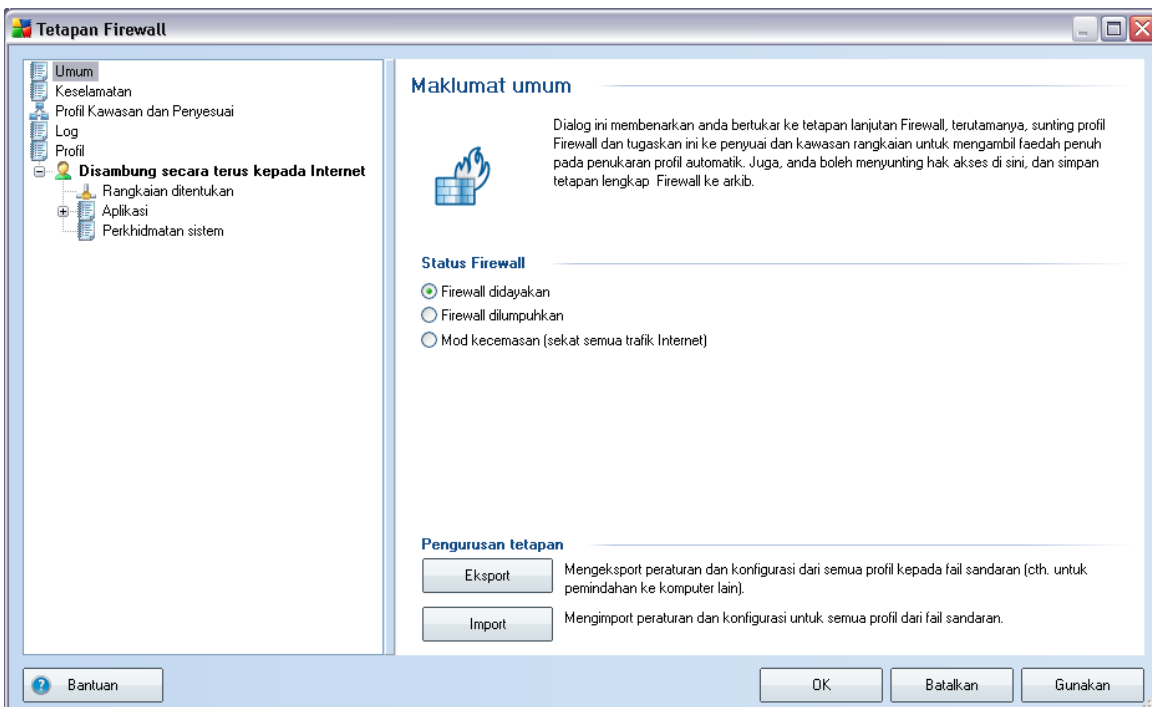 Tetapan Firewall
Umum
Keselamatan
Profil Kawasan dan Penyesuai
Log
Profil
Disambung secara terus kepada Internet
Rangkaian ditentukan
Aplikasi
Perkhidmatan sistem
Maklumat umum
Dialog ini membenarkan anda bertukar ke tetapan lanjutan Firewall, terutamanya, sunting profil
Firewall dan tugaskan ini ke penyuai dan kawasan rangkaian untuk mengambil faedah penuh
pada penukaran profil automatik. Juga, anda boleh menyunting hak akses di sini, dan simpan
tetapan lengkap Firewall ke arkib.
Status Firewall
Firewall didayakan
Firewall dilumpuhkan
Mod kecemasan (sekat semua trafik Internet)
Pengurusan tetapan
Eksport
Mengeksport peraturan dan konfigurasi dari semua profil kepada fail sandaran (cth. untuk
pemindahan ke komputer lain).
Import
Mengimport peraturan dan konfigurasi untuk semua profil dari fail sandaran.
Bantuan
OK
Batalkan
Gunakan